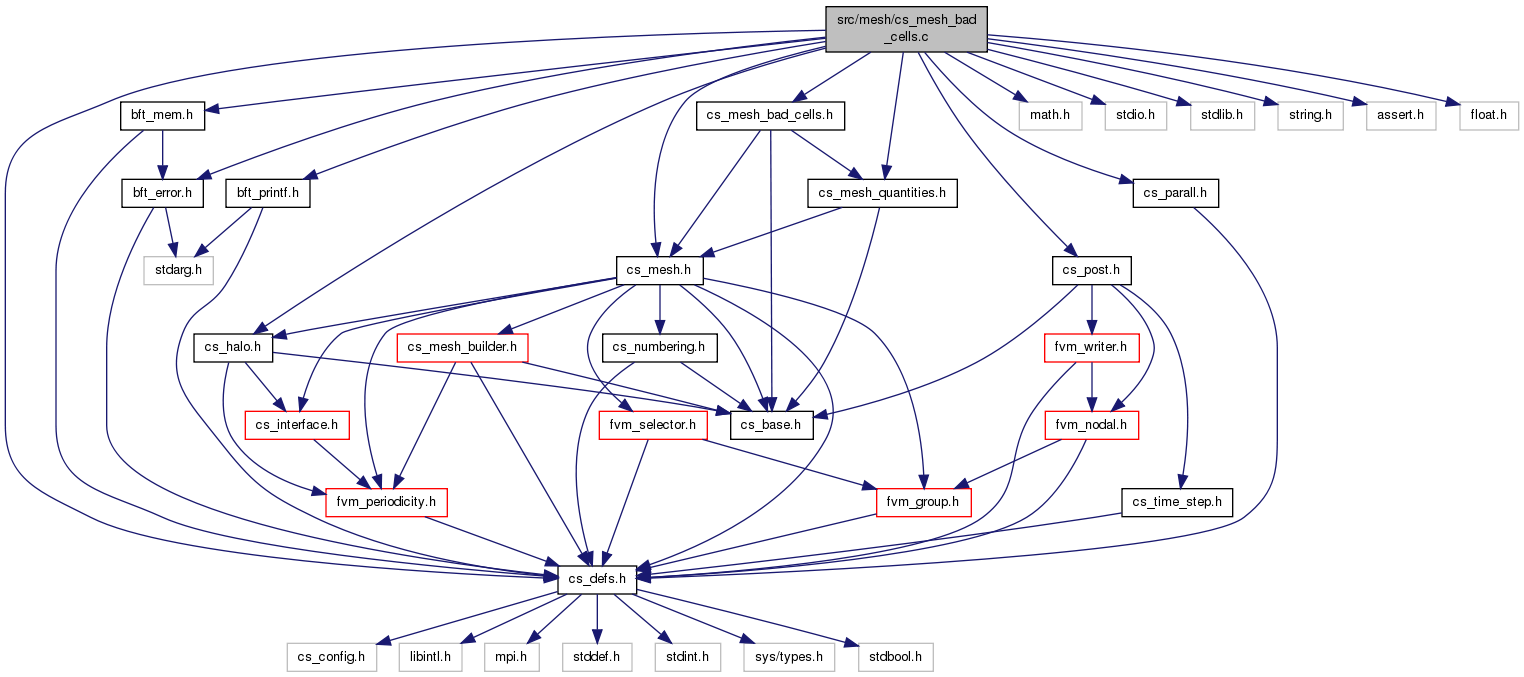 src/mesh/cs_mesh_bad
_cells.c
bft_mem.h
cs_mesh_bad_cells.h
math.h
stdio.h
stdlib.h
string.h
assert.h
float.h
bft_error.h
bft_printf.h
cs_mesh_quantities.h
cs_parall.h
stdarg.h
cs_mesh.h
cs_post.h
cs_halo.h
cs_mesh_builder.h
cs_numbering.h
fvm_writer.h
cs_interface.h
fvm_selector.h
cs_base.h
fvm_nodal.h
fvm_periodicity.h
fvm_group.h
cs_time_step.h
cs_defs.h
cs_config.h
libintl.h
mpi.h
stddef.h
stdint.h
sys/types.h
stdbool.h